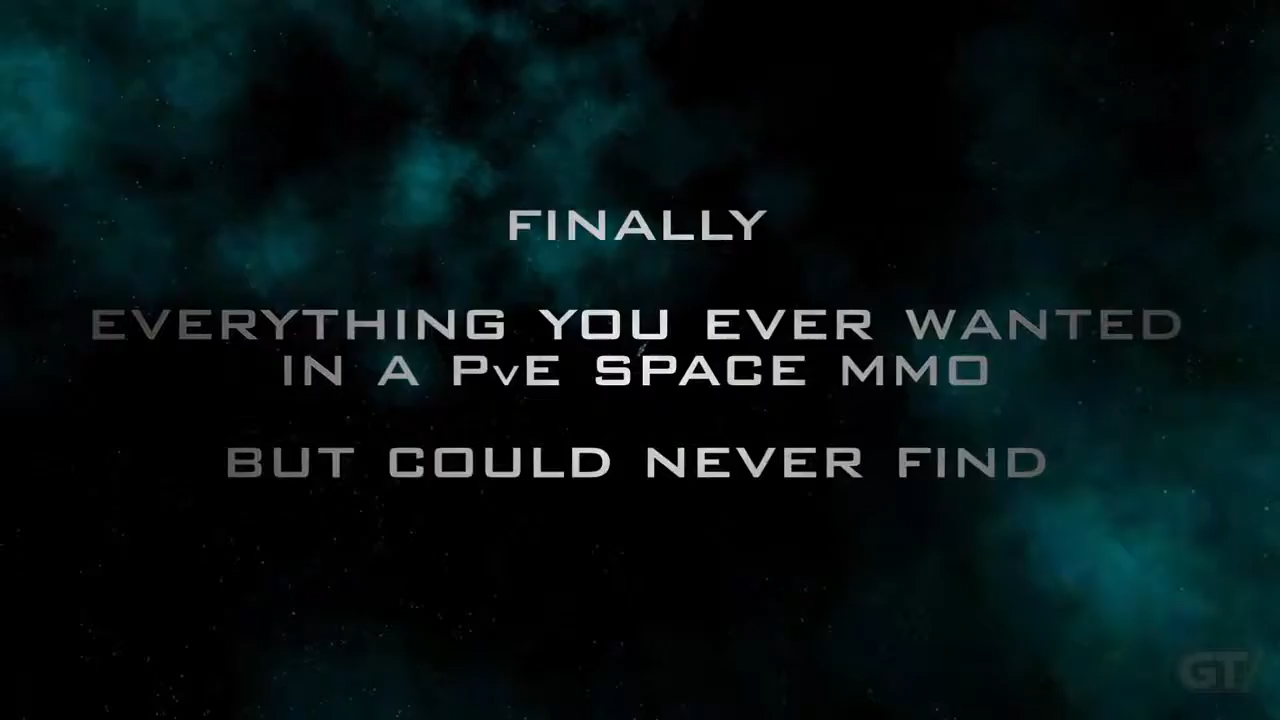 FINALLY
EVERYTHING YOU EVER WANTED
IN A PvE SPACE MMO
BUT COULD NEVER FIND
GT